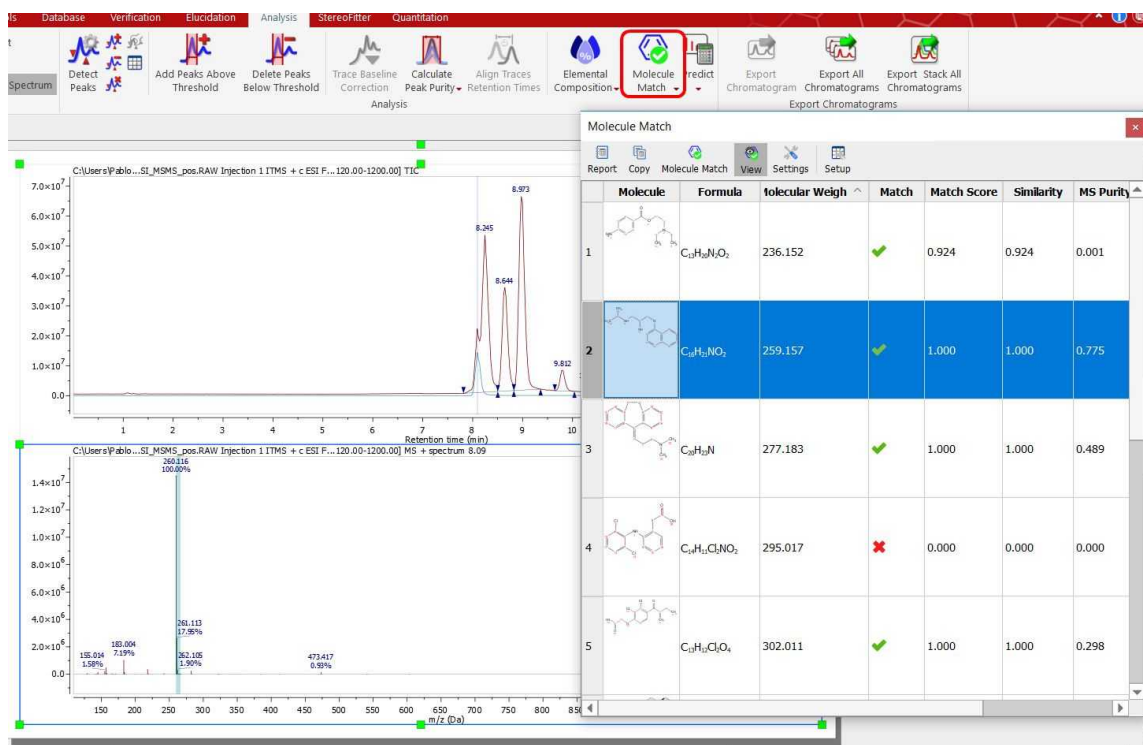 ols Database Verification Elucidation Analysis StereoFitter Quantitation
t
Spectrum
Detect Peaks
Add Peaks Above Threshold
Delete Peaks Below Threshold
Trace Baseline Correction
Calculate Peak Purity
Align Traces Retention Times
Elemental Composition
Molecule Match
Predict
Export Chromatogram
Export All Chromatograms
Export Stack All Chromatograms
Analysis
Export Chromatograms
Molecule Match
Report Copy Molecule Match View Settings Setup
Molecule Formula Molecular Weigh Match Match Score Similarity MS Purity
1 C₁₃H₂₀N₂O₂ 236.152 0.924 0.924 0.001
2 C₁₆H₂₁NO₂ 259.157 1.000 1.000 0.775
3 C₂₀H₂₃N 277.183 1.000 1.000 0.489
4 C₁₄H₁₁Cl₂NO₂ 295.017 0.000 0.000 0.000
5 C₁₃H₁₂Cl₂O₄ 302.011 1.000 1.000 0.298
C:\Users\Pablo...SI_MSMS_pos.RAW Injection 1 ITMS + c ESI F...120.00-1200.00] TIC
7.0×10⁷
6.0×10⁷
5.0×10⁷
4.0×10⁷
3.0×10⁷
2.0×10⁷
1.0×10⁷
0.0
8.245
8.644
8.973
9.812
1 2 3 4 5 6 7 8 9 10
Retention time (min)
C:\Users\Pablo...SI_MSMS_pos.RAW Injection 1 ITMS + c ESI F...120.00-1200.00] MS + spectrum 8.09
260.116
100.00%
1.4×10⁷
1.2×10⁷
1.0×10⁷
8.0×10⁶
6.0×10⁶
4.0×10⁶
2.0×10⁶
0.0
261.113
17.95%
183.004
7.19%
155.014
1.58%
262.105
1.90%
473.417
0.93%
150 200 250 300 350 400 450 500 550 600 650 700 750 800 85
m/z (Da)